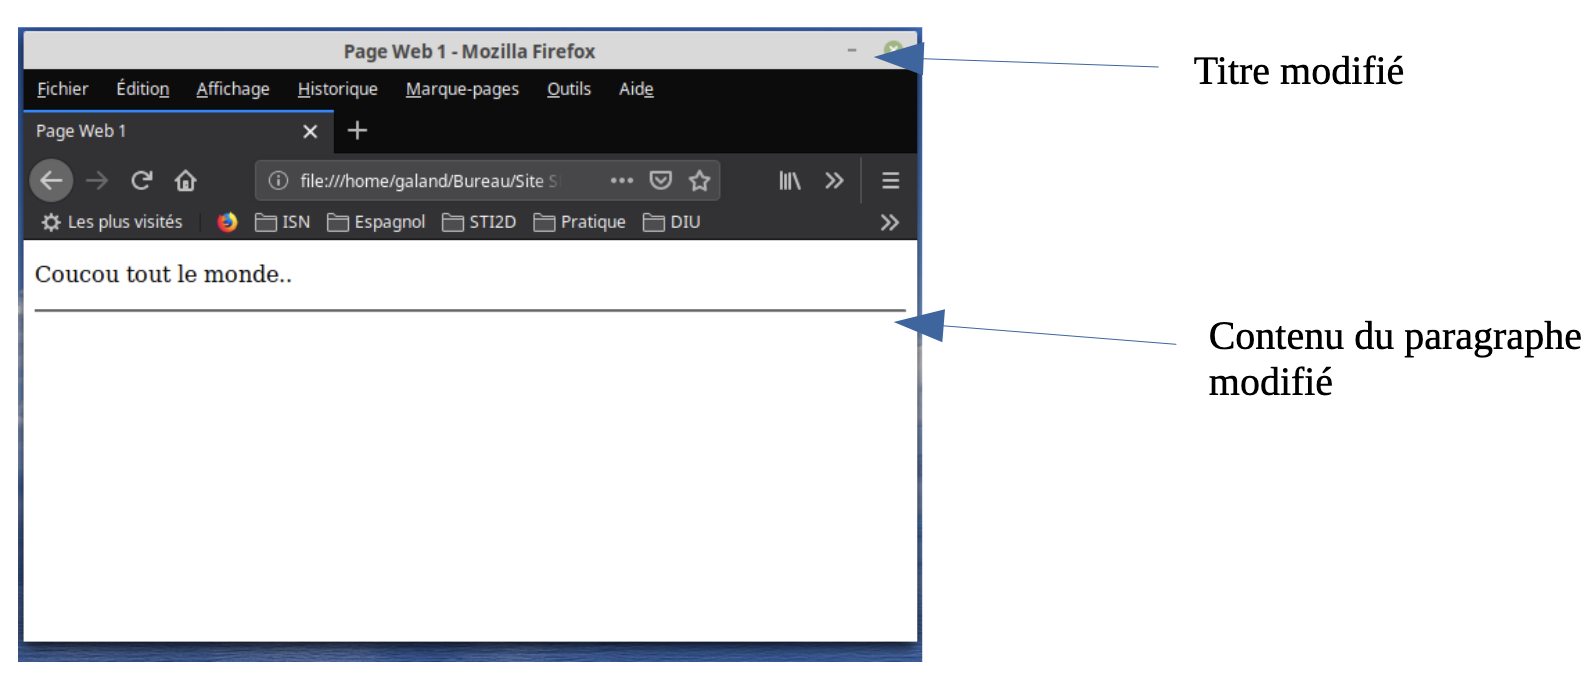 Page Web 1 - Mozilla Firefox
Titre modifié
Fichier Édition Affichage Historique Marque-pages Outils Aide
Page Web 1
file:///home/galand/Bureau/Site
Les plus visités ISN Espagnol STI2D Pratique DIU
Coucou tout le monde..
Contenu du paragraphe
modifié